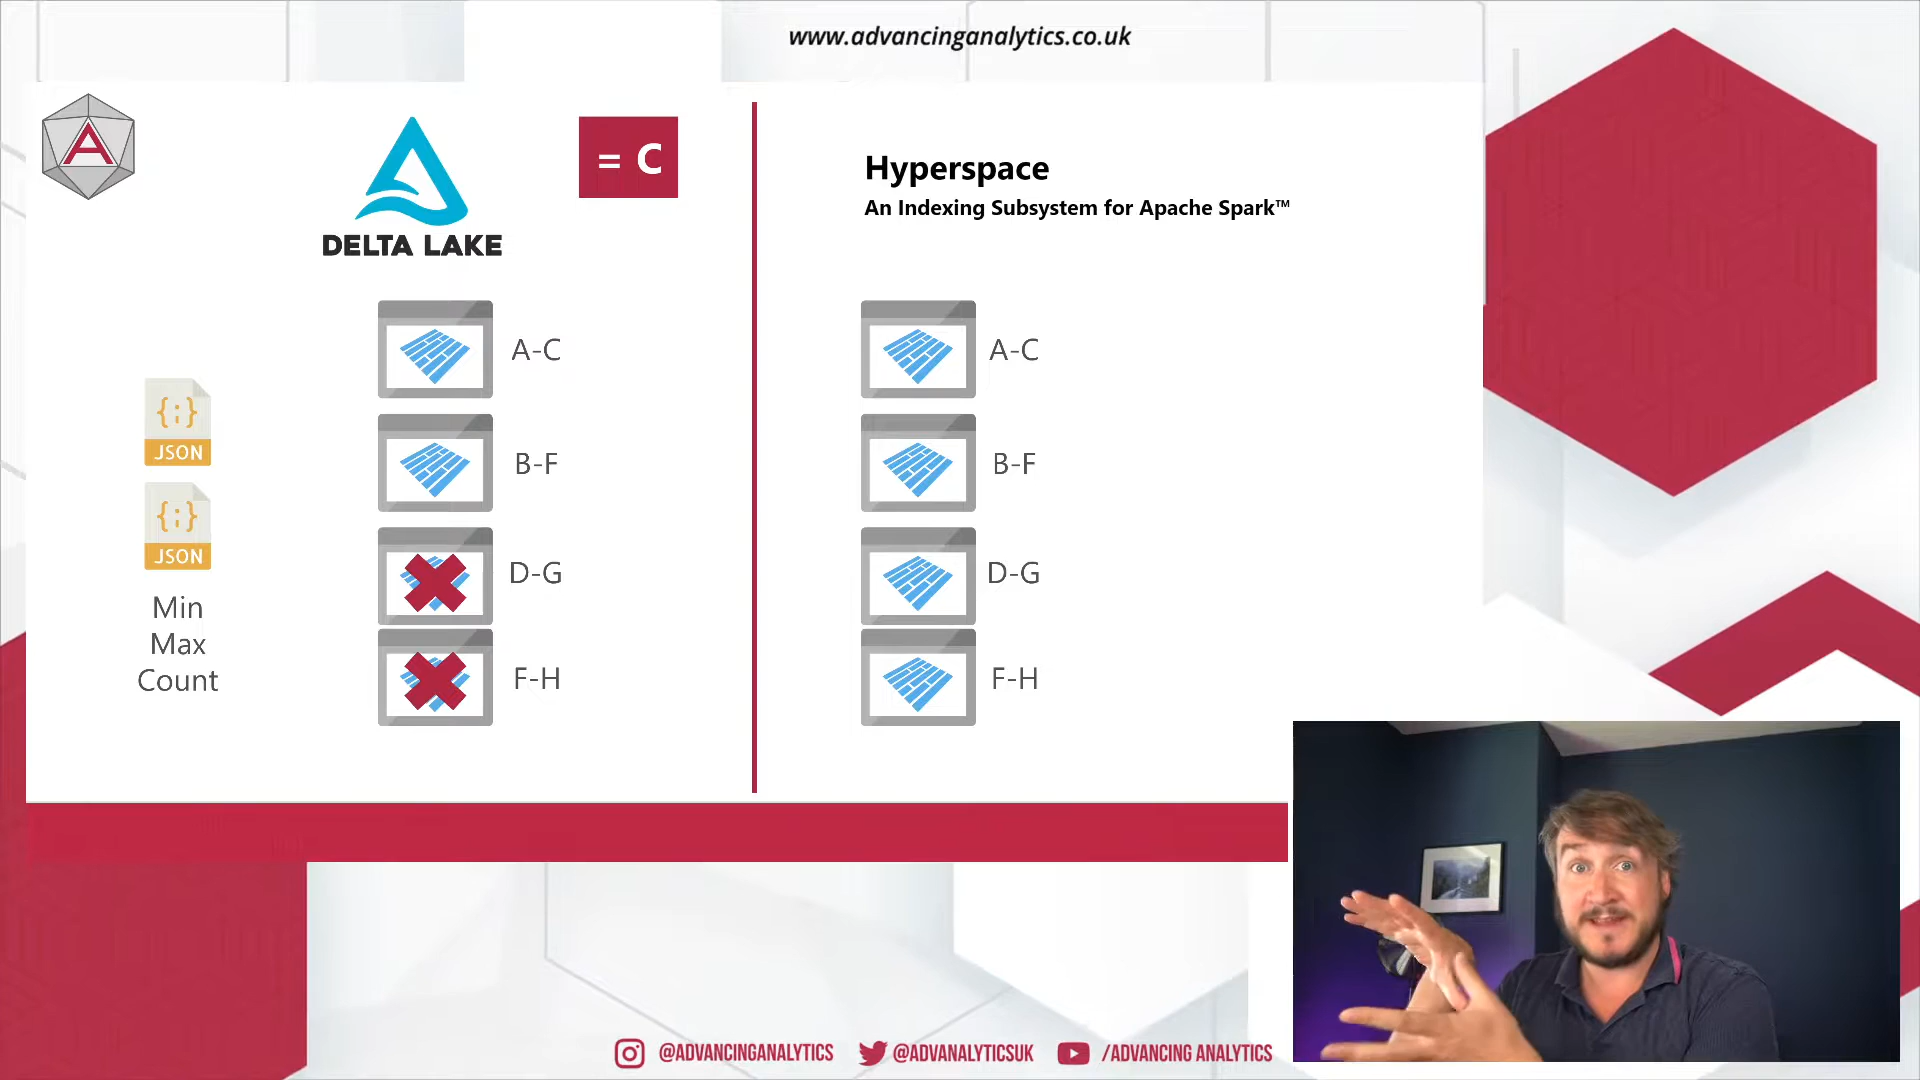 www.advancinganalytics.co.uk
A
DELTA LAKE
= C
{;}
JSON
{;}
JSON
Min
Max
Count
A-C
B-F
D-G
F-H
Hyperspace
An Indexing Subsystem for Apache Spark™
A-C
B-F
D-G
F-H
@ADVANCINGANALYTICS
@ADVANALYTICSUK
/ADVANCING ANALYTICS